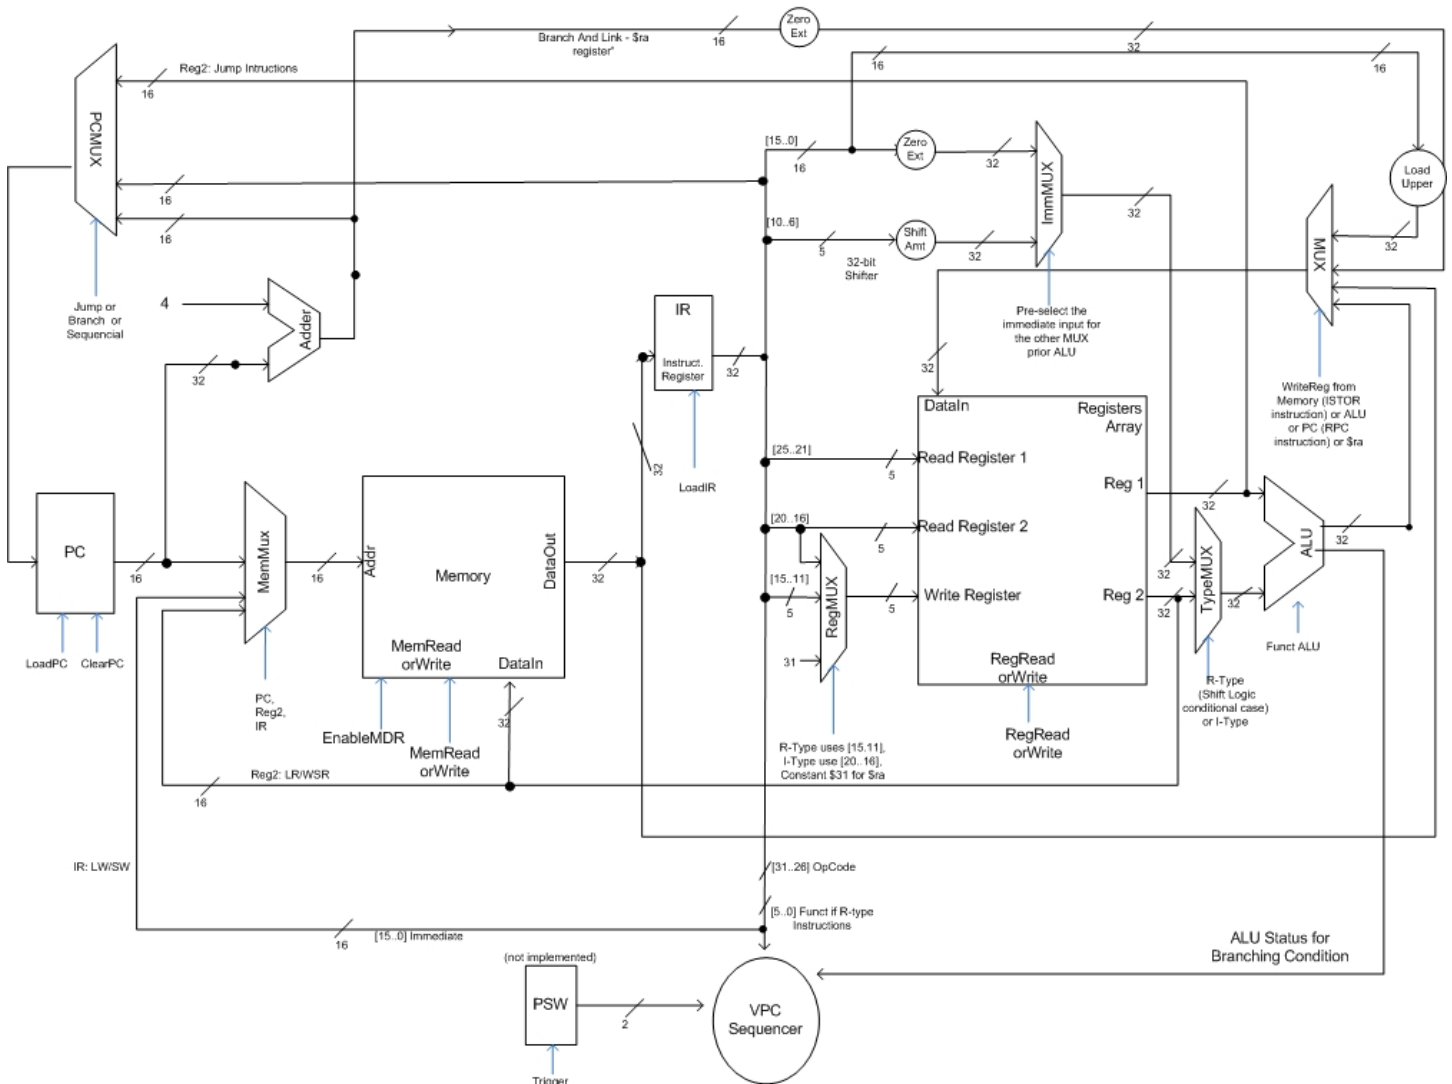 Zero
Ext
16
Branch And Link - $ra
register"
32
16
16
Reg2: Jump Intructions
16
PCMUX
[15..0]
16
Zero
Ext
32
ImmMUX
Load
Upper
16
16
[10..6]
5
Shift
Amt
32
32
32
MUX
32-bit
Shifter
4
Adder
Jump or
Branch or
Sequencial
IR
Instruct.
Register
32
Pre-select the
immediate input for
the other MUX
prior ALU
32
32
WriteReg from
Memory (ISTOR
instruction) or ALU
or PC (RPC
instruction) or $ra
DataIn
Registers
Array
[25..21]
5
Read Register 1
32
LoadIR
Reg 1
32
PC
16
MemMux
16
Addr
Memory
DataOut
32
[20..16]
5
Read Register 2
TypeMUX
ALU
32
32
[15..11]
5
RegMUX
5
Write Register
Reg 2
32
32
31
LoadPC
ClearPC
MemRead
orWrite
DataIn
RegRead
orWrite
Funct ALU
PC,
Reg2,
IR
32
EnableMDR
MemRead
orWrite
RegRead
orWrite
R-Type
(Shift Logic
conditional case)
or I-Type
R-Type uses [15.11],
I-Type use [20..16],
Constant $31 for $ra
Reg2: LR/WSR
16
IR: LW/SW
[31..26] OpCode
[5..0] Funct if R-type
Instructions
16
[15..0] Immediate
ALU Status for
Branching Condition
(not implemented)
PSW
2
VPC
Sequencer
Trigger